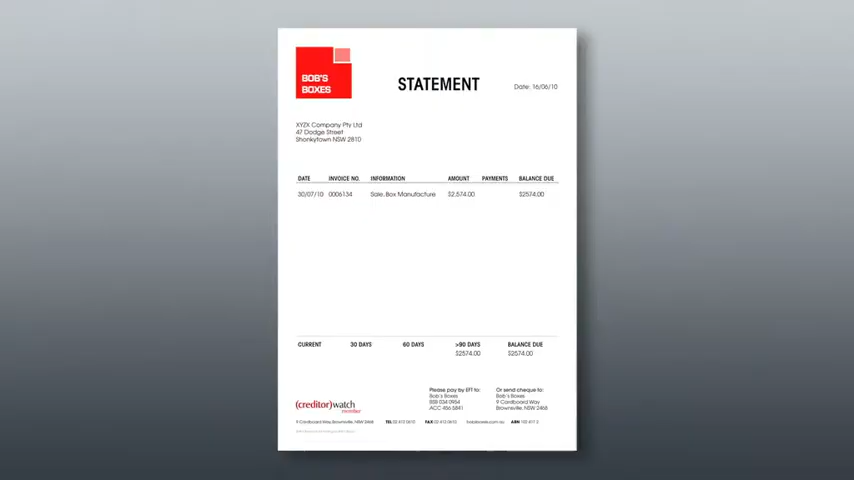 BOB'S
BOXES
STATEMENT
Date: 16/06/10
XYZX Company Pty Ltd
47 Dodge Street
Shonkytown NSW 2810
DATE INVOICE NO. INFORMATION AMOUNT PAYMENTS BALANCE DUE
30/07/10 0006134 Sale, Box Manufacture $2,574.00 $2574.00
CURRENT 30 DAYS 60 DAYS >90 DAYS BALANCE DUE
$2574.00 $2574.00
Please pay by EFT to: Or send cheque to:
Bob's Boxes Bob's Boxes
BSB 034 0984 9 Cardboard Way
ACC 456 5841 Brownsville, NSW 2468
(creditor)watch
member
9 Cardboard Way, Brownsville, NSW 2468 TEL 02 413 0610 FAX 02 413 0610 bobsboxes.com.au ABN